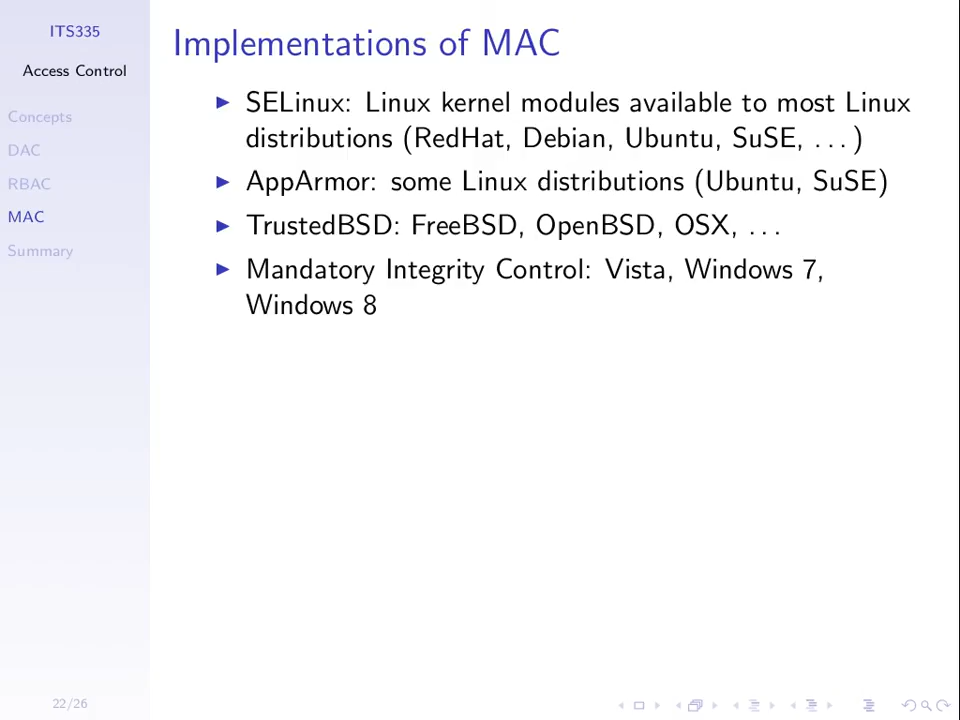 ITS335
Access Control
Concepts
DAC
RBAC
MAC
Summary
22/26
Implementations of MAC
SELinux: Linux kernel modules available to most Linux
distributions (RedHat, Debian, Ubuntu, SuSE, . . . )
AppArmor: some Linux distributions (Ubuntu, SuSE)
TrustedBSD: FreeBSD, OpenBSD, OSX, . . .
Mandatory Integrity Control: Vista, Windows 7,
Windows 8